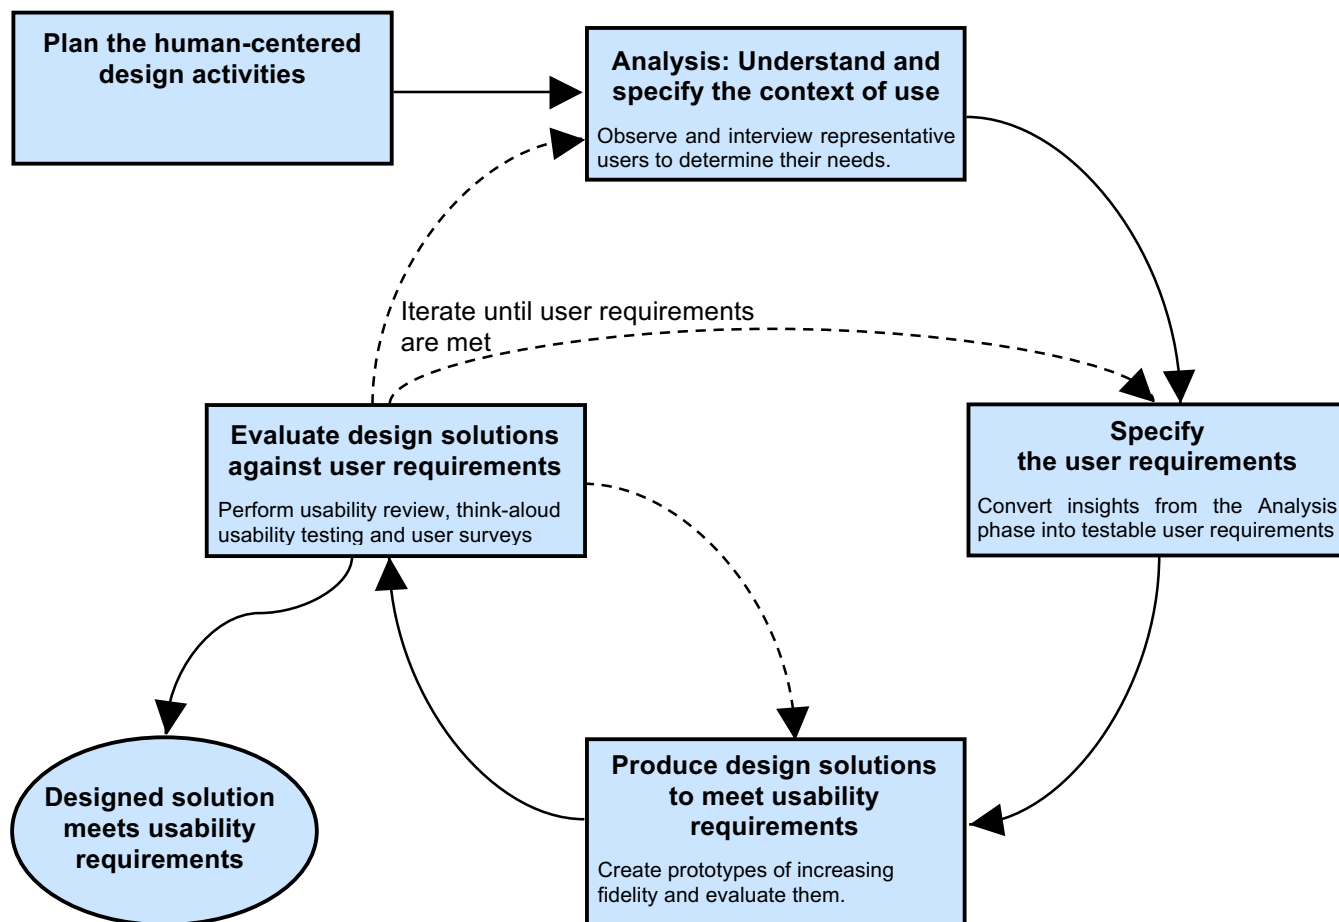 Plan the human-centered
design activities
Analysis: Understand and
specify the context of use
Observe and interview representative
users to determine their needs.
Iterate until user requirements
are met
Evaluate design solutions
against user requirements
Perform usability review, think-aloud
usability testing and user surveys
Specify
the user requirements
Convert insights from the Analysis
phase into testable user requirements
Designed solution
meets usability
requirements
Produce design solutions
to meet usability
requirements
Create prototypes of increasing
fidelity and evaluate them.